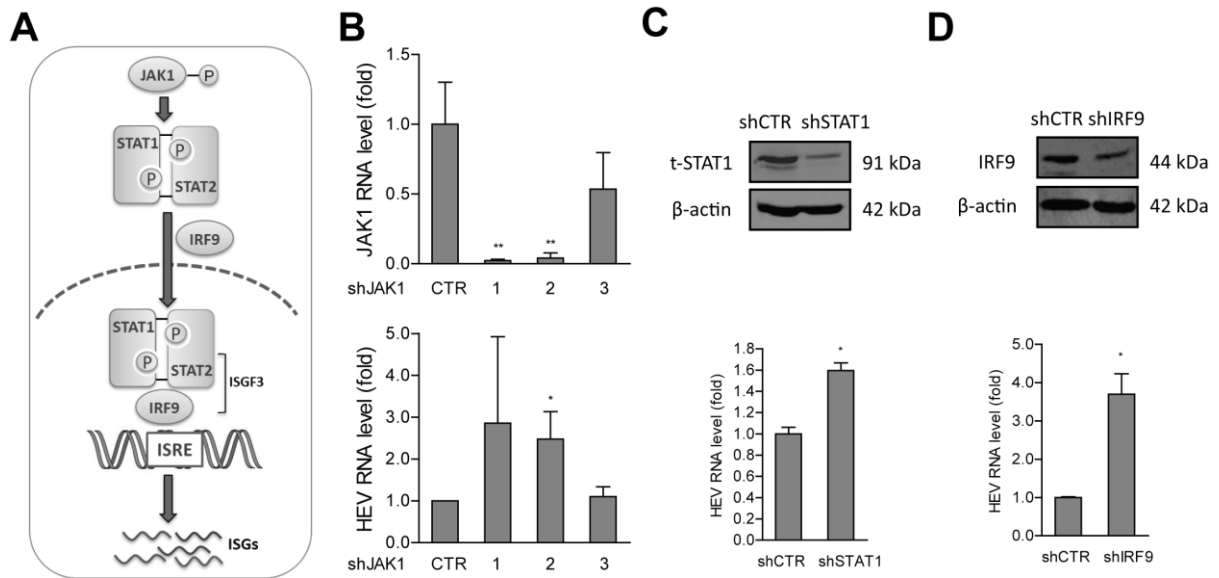 A
JAK1
P
STAT1
P
P
STAT2
IRF9
STAT1
P
P
STAT2
ISGF3
IRF9
ISRE
ISGs
B
JAK1 RNA level (fold)
1.5
1.0
0.5
0.0
** **
shJAK1 CTR 1 2 3
HEV RNA level (fold)
5.0
4.0
3.0
2.0
1.0
0.0
*
shJAK1 CTR 1 2 3
C
shCTR shSTAT1
t-STAT1 91 kDa
β-actin 42 kDa
HEV RNA level (fold)
1.8
1.6
1.4
1.2
1.0
0.8
0.6
0.4
0.2
0.0
*
shCTR shSTAT1
D
shCTR shIRF9
IRF9 44 kDa
β-actin 42 kDa
HEV RNA level (fold)
5.0
4.0
3.0
2.0
1.0
0.0
*
shCTR shIRF9